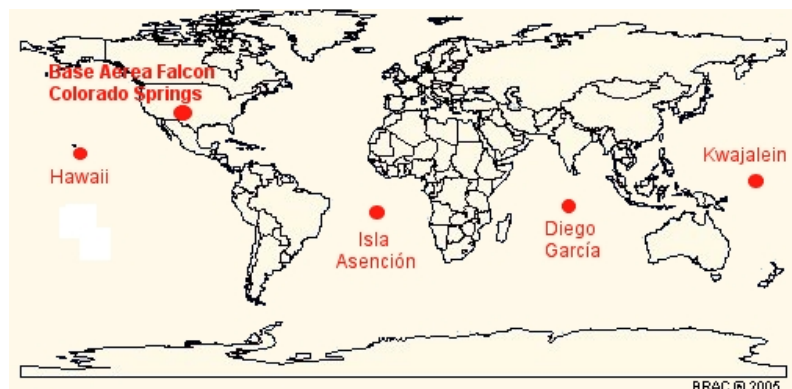 Base Aerea Falcon
Colorado Springs
Hawaii
Isla
Asención
Diego
García
Kwajalein
BRAC ® 2005